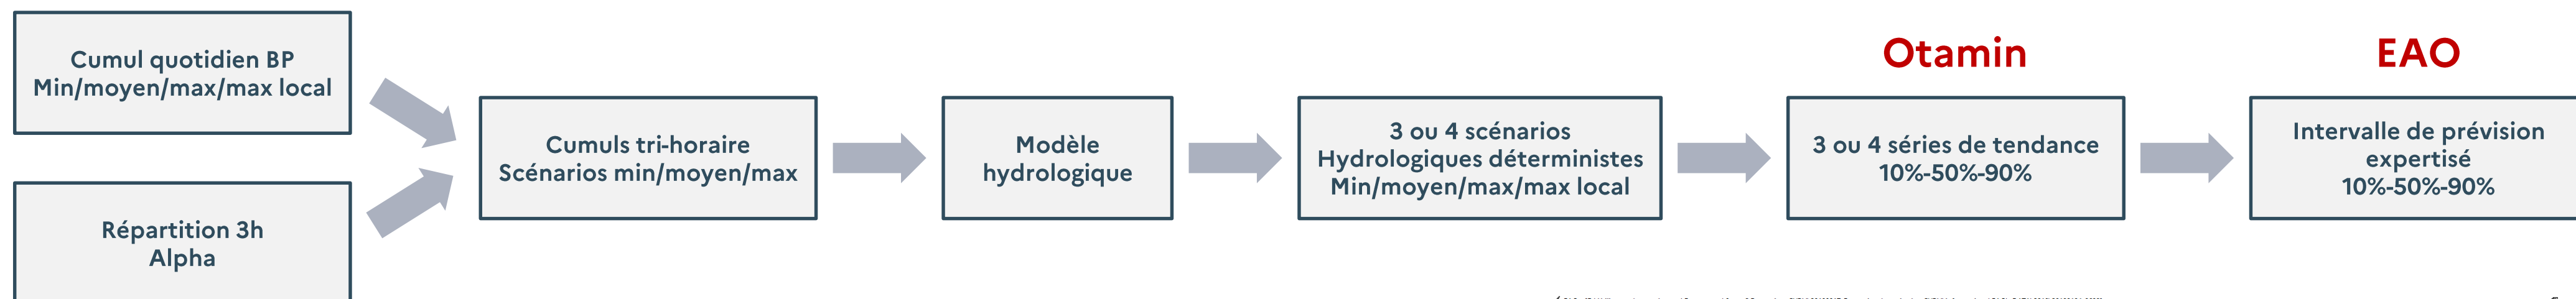 Cumul quotidien BP
Min/moyen/max/max local
Répartition 3h
Alpha
Cumuls tri-horaire
Scénarios min/moyen/max
Modèle
hydrologique
3 ou 4 scénarios
Hydrologiques déterministes
Min/moyen/max/max local
Otamin
3 ou 4 séries de tendance
10%-50%-90%
EAO
Intervalle de prévision
expertisé
10%-50%-90%